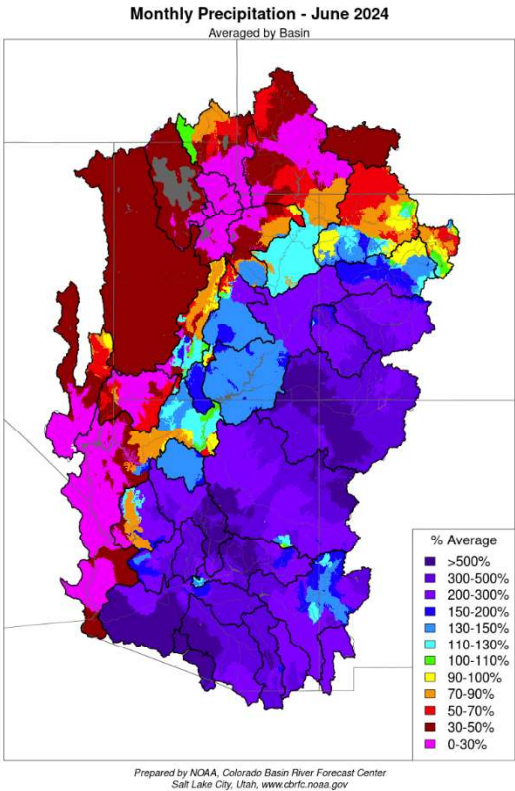 Monthly Precipitation - June 2024
Averaged by Basin
% Average
>500%
300-500%
200-300%
150-200%
130-150%
110-130%
100-110%
90-100%
70-90%
50-70%
30-50%
0-30%
Prepared by NOAA, Colorado Basin River Forecast Center
Salt Lake City, Utah, www.cbrfc.noaa.gov